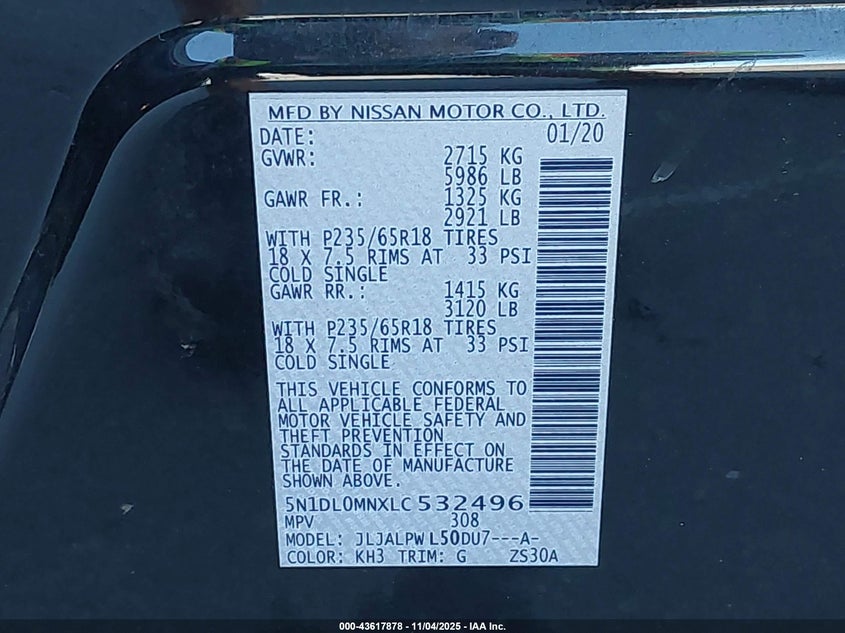 MFD BY NISSAN MOTOR CO., LTD.
DATE: 01/20
GVWR: 2715 KG
5986 LB
GAWR FR.: 1325 KG
2921 LB
WITH P235/65R18 TIRES
18 X 7.5 RIMS AT 33 PSI
COLD SINGLE
GAWR RR.: 1415 KG
3120 LB
WITH P235/65R18 TIRES
18 X 7.5 RIMS AT 33 PSI
COLD SINGLE
THIS VEHICLE CONFORMS TO
ALL APPLICABLE FEDERAL
MOTOR VEHICLE SAFETY AND
THEFT PREVENTION
STANDARDS IN EFFECT ON
THE DATE OF MANUFACTURE
SHOWN ABOVE.
5N1DL0MNXLC532496
MPV 308
MODEL: JLJALPWL50DU7---A-
COLOR: KH3 TRIM: G ZS30A
000-43617878 - 11/04/2025 - IAA Inc.